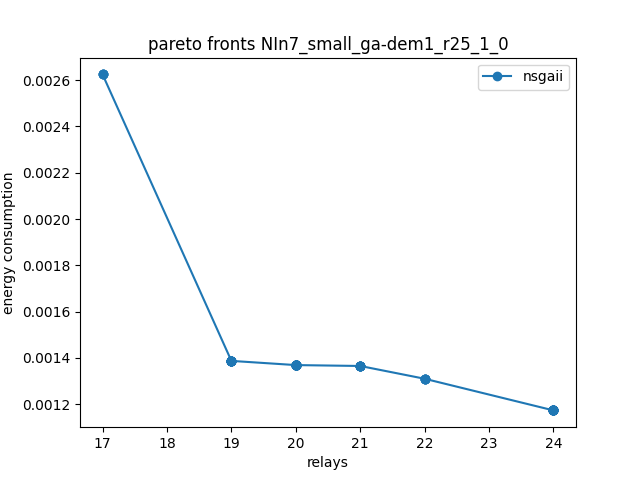 pareto fronts NIn7_small_ga-dem1_r25_1_0
nsgaii
energy consumption
0.0026
0.0024
0.0022
0.0020
0.0018
0.0016
0.0014
0.0012
17 18 19 20 21 22 23 24
relays